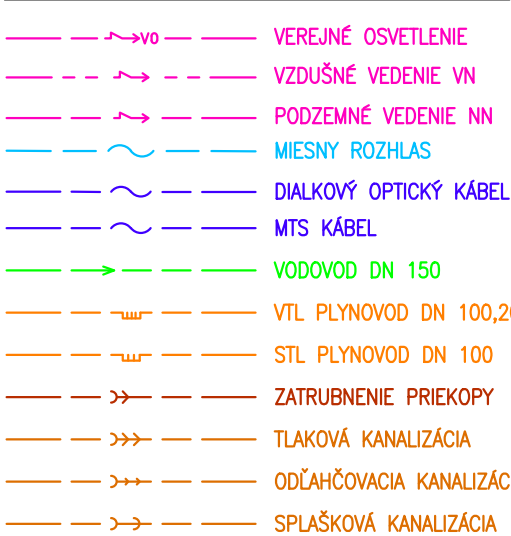 VO VEREJNÉ OSVETLENIE
VZDUŠNÉ VEDENIE VN
PODZEMNÉ VEDENIE NN
MIESNY ROZHLAS
DIALKOVÝ OPTICKÝ KÁBEL
MTS KÁBEL
VODOVOD DN 150
VTL PLYNOVOD DN 100,
STL PLYNOVOD DN 100
ZATRUBNENIE PRIEKOPY
TLAKOVÁ KANALIZÁCIA
ODĽAHČOVACIA KANALIZÁC
SPLAŠKOVÁ KANALIZÁCIA